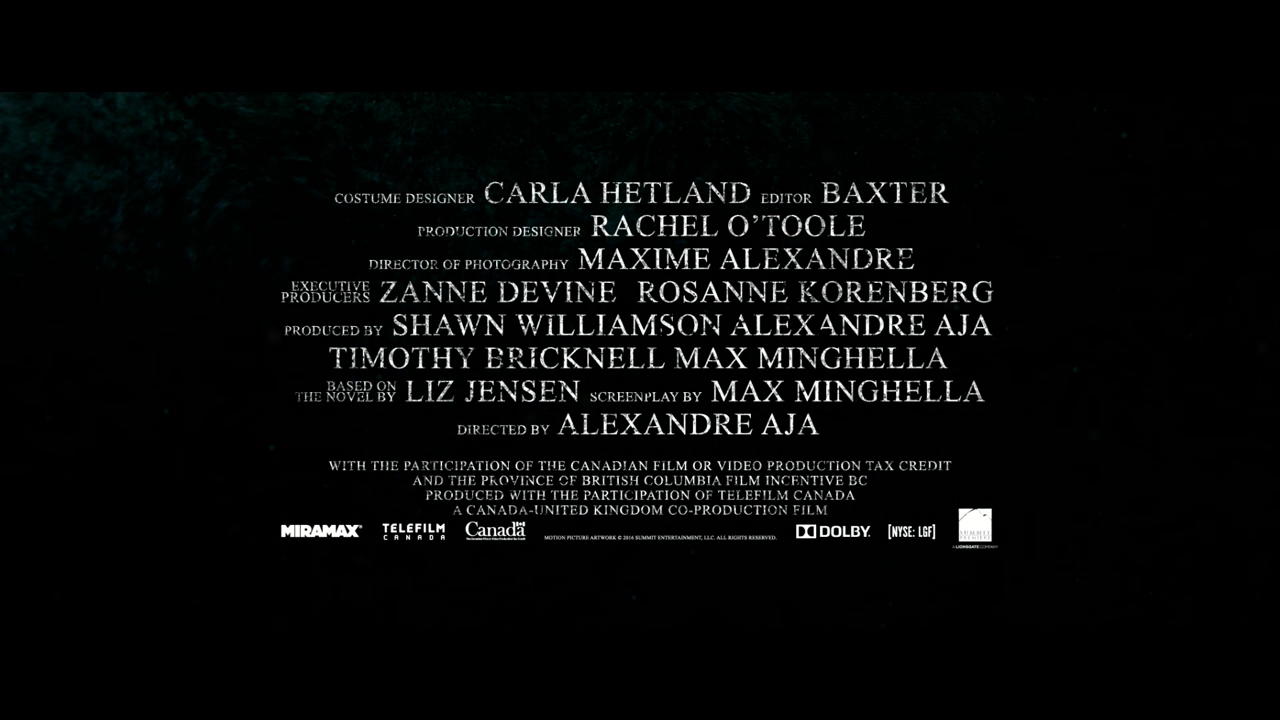 COSTUME DESIGNER CARLA HETLAND EDITOR BAXTER
PRODUCTION DESIGNER RACHEL O'TOOLE
DIRECTOR OF PHOTOGRAPHY MAXIME ALEXANDRE
EXECUTIVE PRODUCERS ZANNE DEVINE ROSANNE KORENBERG
PRODUCED BY SHAWN WILLIAMSON ALEXANDRE AJA
TIMOTHY BRICKNELL MAX MINGHELLA
BASED ON THE NOVEL BY LIZ JENSEN SCREENPLAY BY MAX MINGHELLA
DIRECTED BY ALEXANDRE AJA
WITH THE PARTICIPATION OF THE CANADIAN FILM OR VIDEO PRODUCTION TAX CREDIT
AND THE PROVINCE OF BRITISH COLUMBIA FILM INCENTIVE BC
PRODUCED WITH THE PARTICIPATION OF TELEFILM CANADA
A CANADA-UNITED KINGDOM CO-PRODUCTION FILM
MIRAMAX® TELEFILM CANADA Canada MOTION PICTURE ARTWORK © 2016 SUMMIT ENTERTAINMENT, LLC. ALL RIGHTS RESERVED. DOLBY. [NYSE: LGF] SUMMIT PREMIERE
A LIONSGATE COMPANY